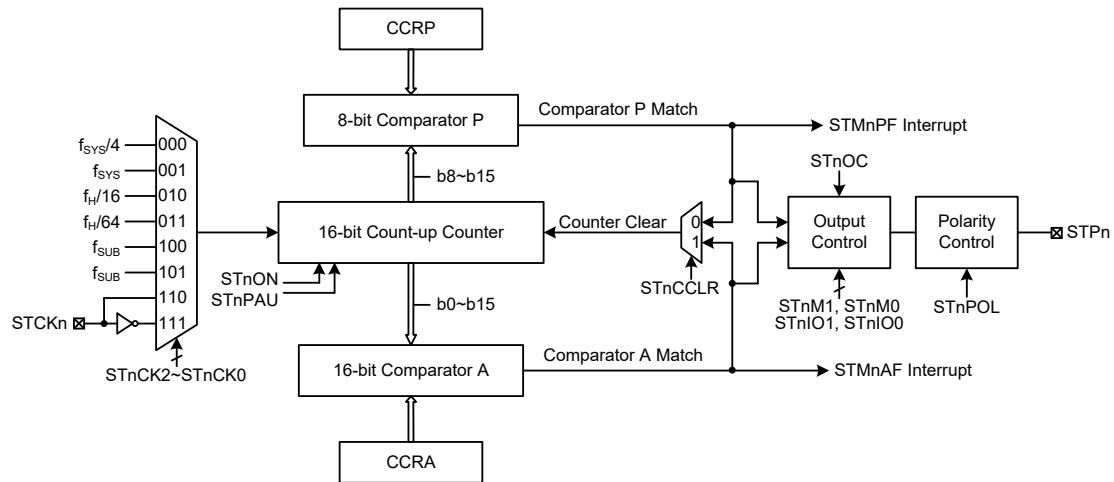 CCRP
8-bit Comparator P
Comparator P Match
STMnPF Interrupt
b8~b15
fSYS/4
000
fSYS
001
fH/16
010
fH/64
011
fSUB
100
fSUB
101
110
111
STCKn
STnCK2~STnCK0
16-bit Count-up Counter
STnON
STnPAU
Counter Clear
0
1
STnCCLR
STnOC
Output
Control
STnM1, STnM0
STnIO1, STnIO0
Polarity
Control
STnPOL
STPn
b0~b15
16-bit Comparator A
Comparator A Match
STMnAF Interrupt
CCRA